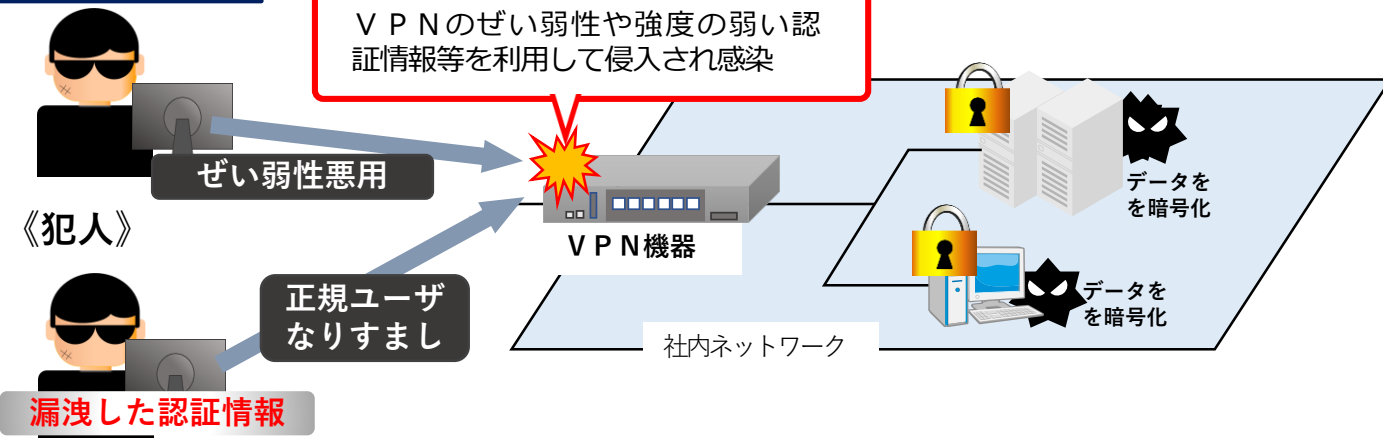 ＶＰＮのぜい弱性や強度の弱い認
証情報等を利用して侵入され感染
ぜい弱性悪用
《犯人》
ＶＰＮ機器
データを
を暗号化
正規ユーザ
なりすまし
データを
を暗号化
社内ネットワーク
漏洩した認証情報